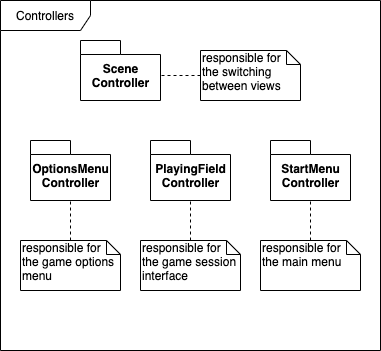 Controllers
Scene
Controller
responsible for
the switching
between views
OptionsMenu
Controller
PlayingField
Controller
StartMenu
Controller
responsible for
the game options
menu
responsible for
the game session
interface
responsible for
the main menu